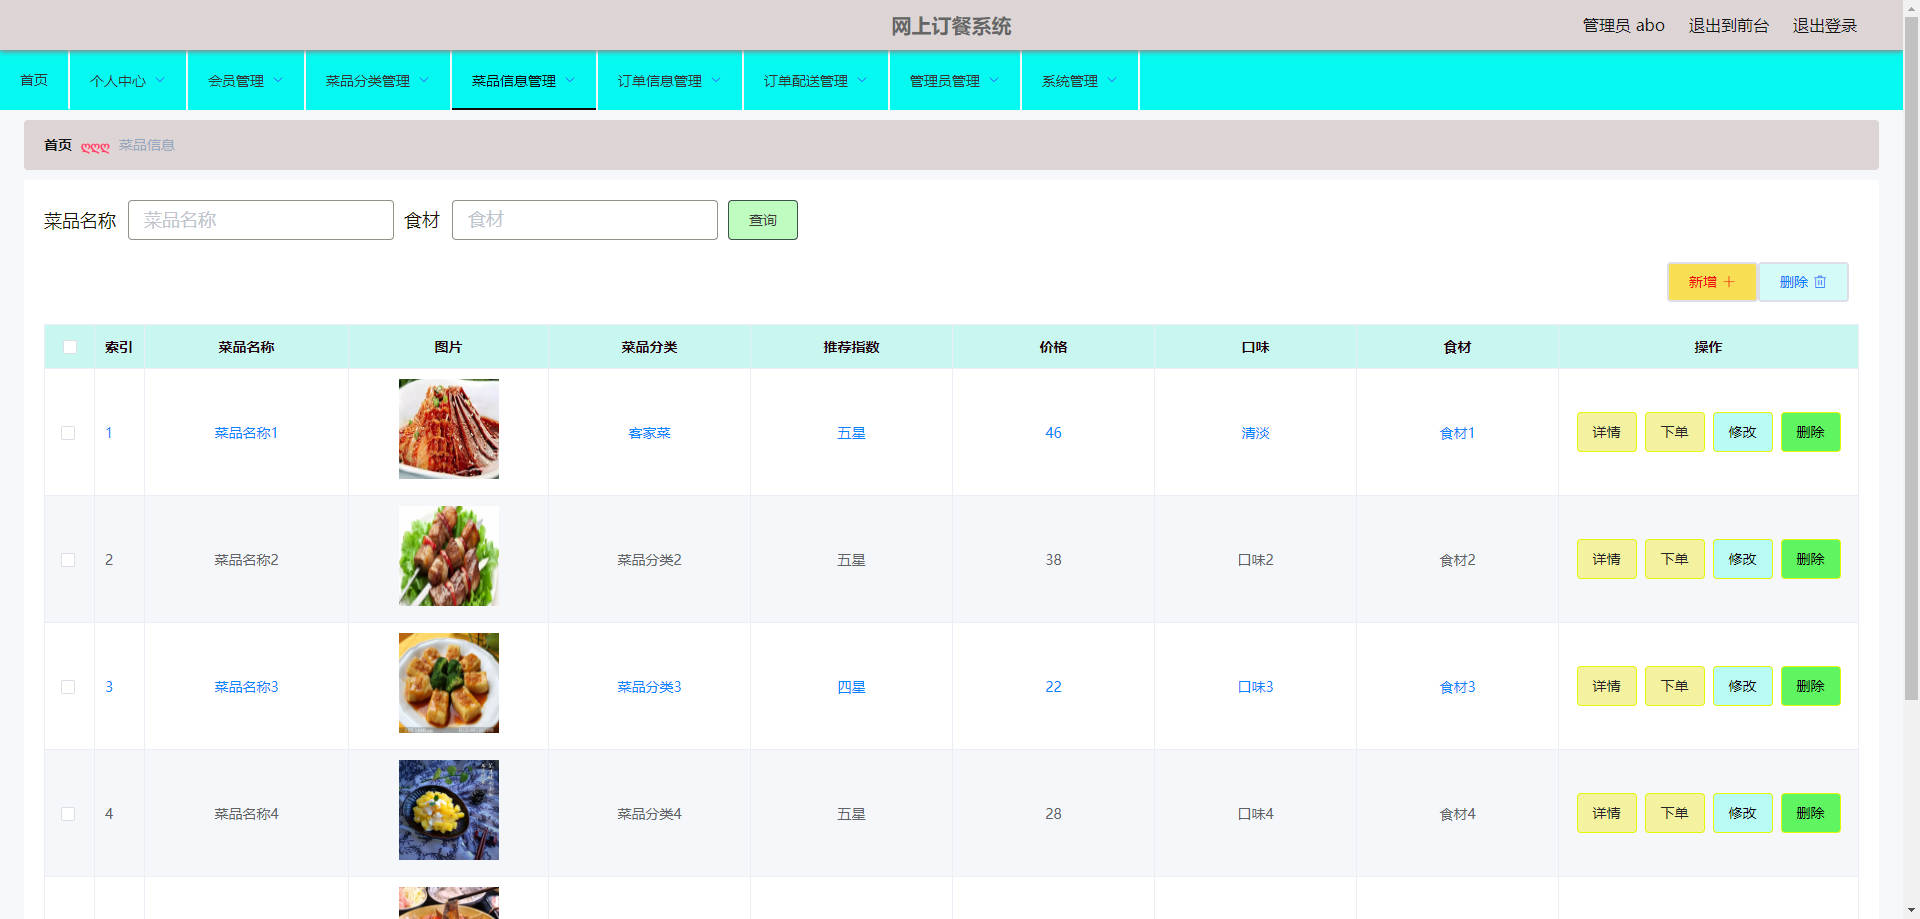 网上订餐系统
管理员 abo 退出到前台 退出登录
首页 个人中心 会员管理 菜品分类管理 菜品信息管理 订单信息管理 订单配送管理 管理员管理 系统管理
首页 ღღღ 菜品信息
菜品名称 菜品名称 食材 食材 查询
新增 删除
索引 菜品名称 图片 菜品分类 推荐指数 价格 口味 食材 操作
1 菜品名称1 客家菜 五星 46 清淡 食材1 详情 下单 修改 删除
2 菜品名称2 菜品分类2 五星 38 口味2 食材2 详情 下单 修改 删除
3 菜品名称3 菜品分类3 四星 22 口味3 食材3 详情 下单 修改 删除
4 菜品名称4 菜品分类4 五星 28 口味4 食材4 详情 下单 修改 删除